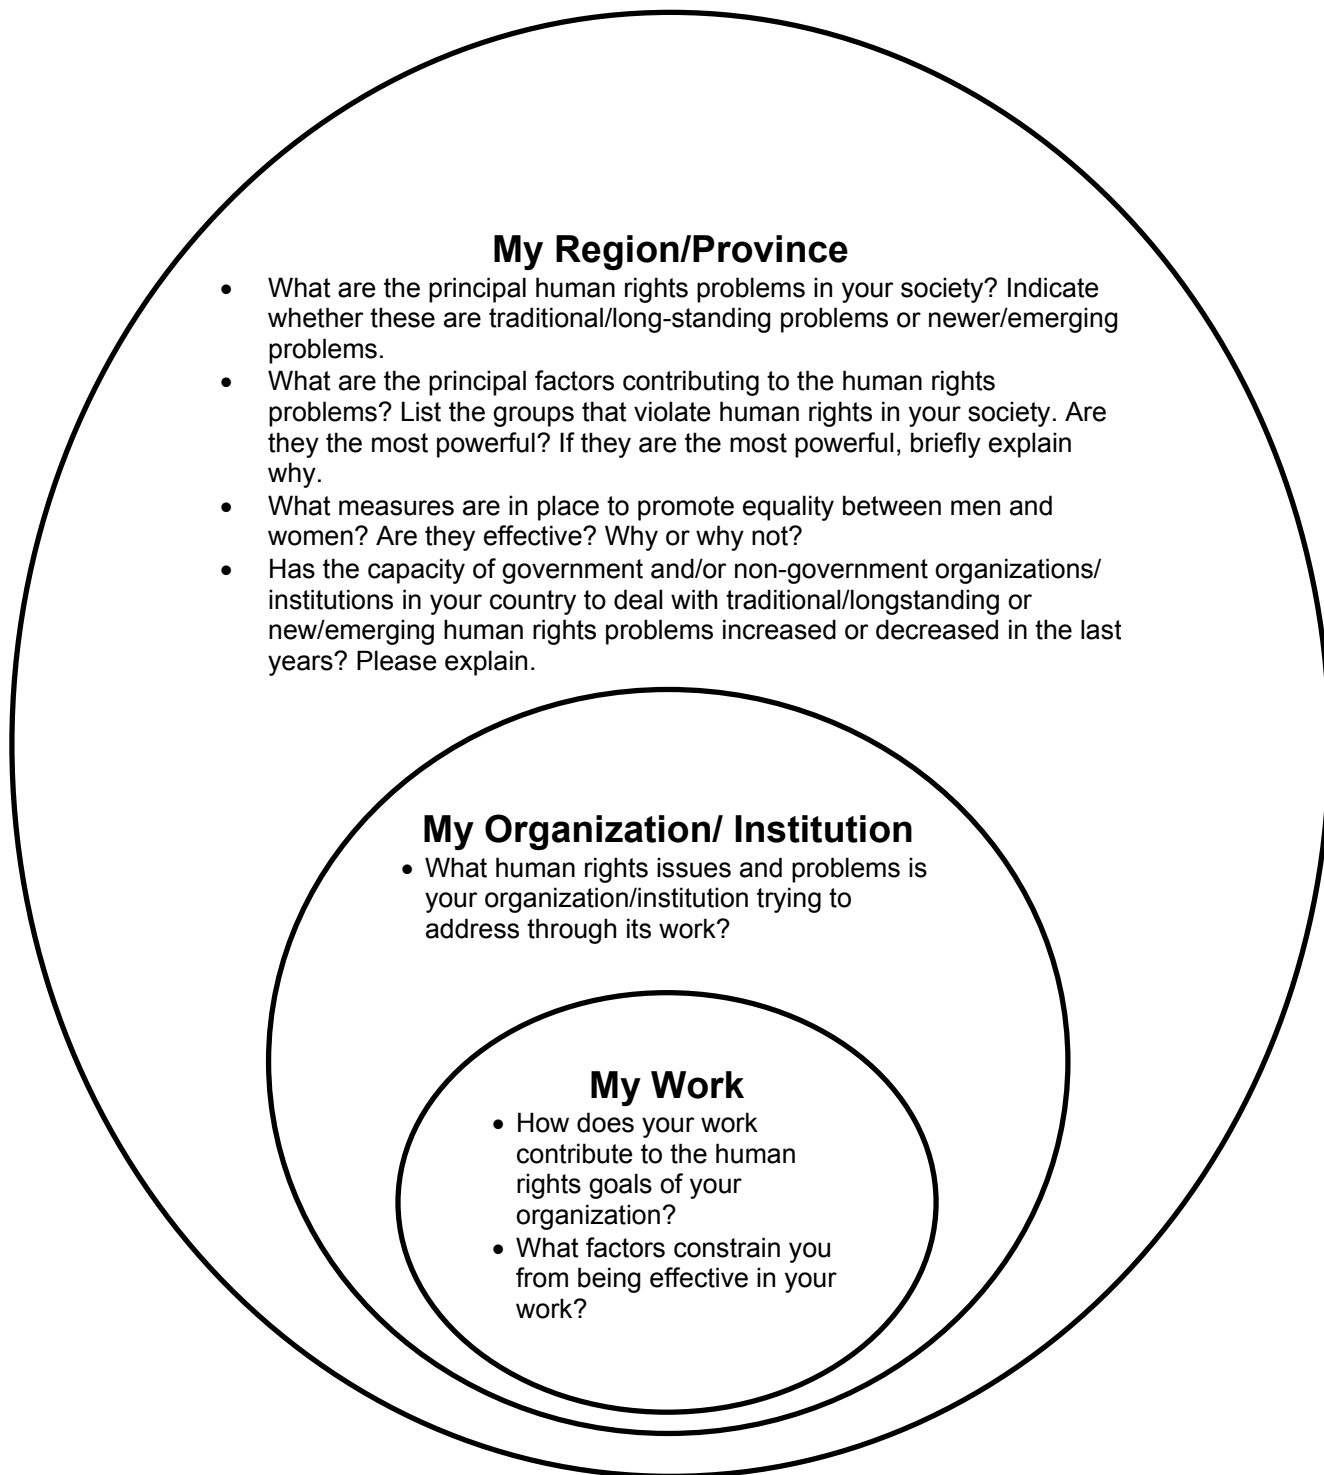 My Region/Province
• What are the principal human rights problems in your society? Indicate
whether these are traditional/long-standing problems or newer/emerging
problems.
• What are the principal factors contributing to the human rights
problems? List the groups that violate human rights in your society. Are
they the most powerful? If they are the most powerful, briefly explain
why.
• What measures are in place to promote equality between men and
women? Are they effective? Why or why not?
• Has the capacity of government and/or non-government organizations/
institutions in your country to deal with traditional/longstanding or
new/emerging human rights problems increased or decreased in the last
years? Please explain.
My Organization/ Institution
• What human rights issues and problems is
your organization/institution trying to
address through its work?
My Work
• How does your work
contribute to the human
rights goals of your
organization?
• What factors constrain you
from being effective in your
work?